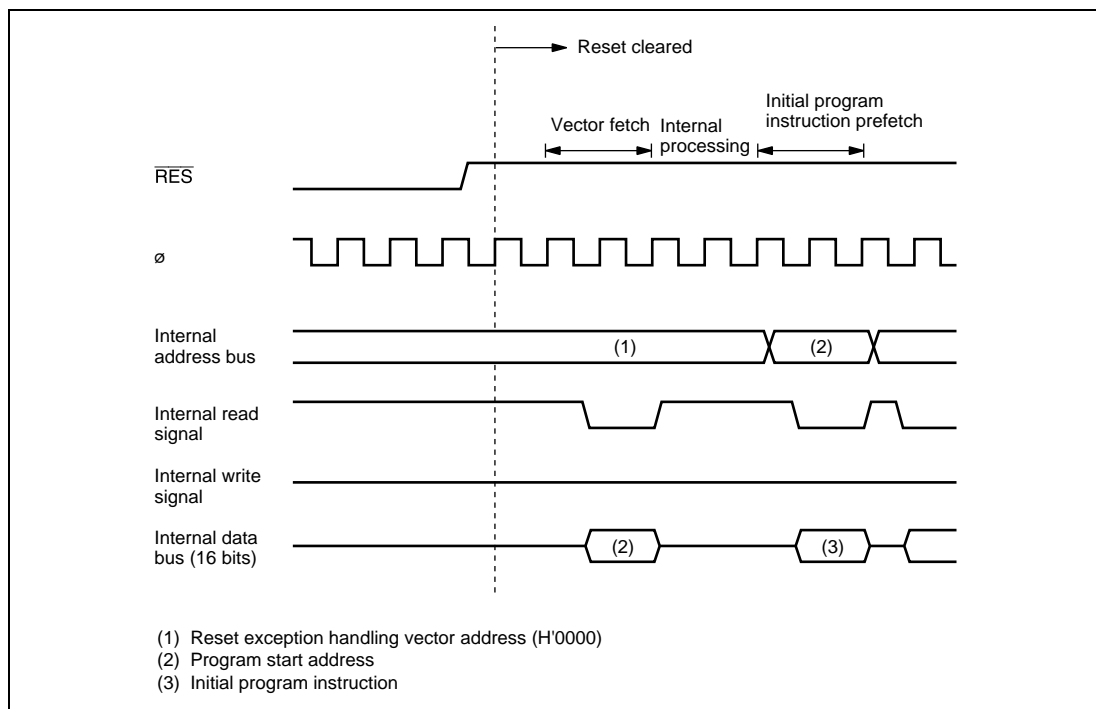 Reset cleared
Vector fetch
Internal
processing
Initial program
instruction prefetch
RES
ø
Internal
address bus
(1)
(2)
Internal read
signal
Internal write
signal
Internal data
bus (16 bits)
(2)
(3)
(1) Reset exception handling vector address (H'0000)
(2) Program start address
(3) Initial program instruction